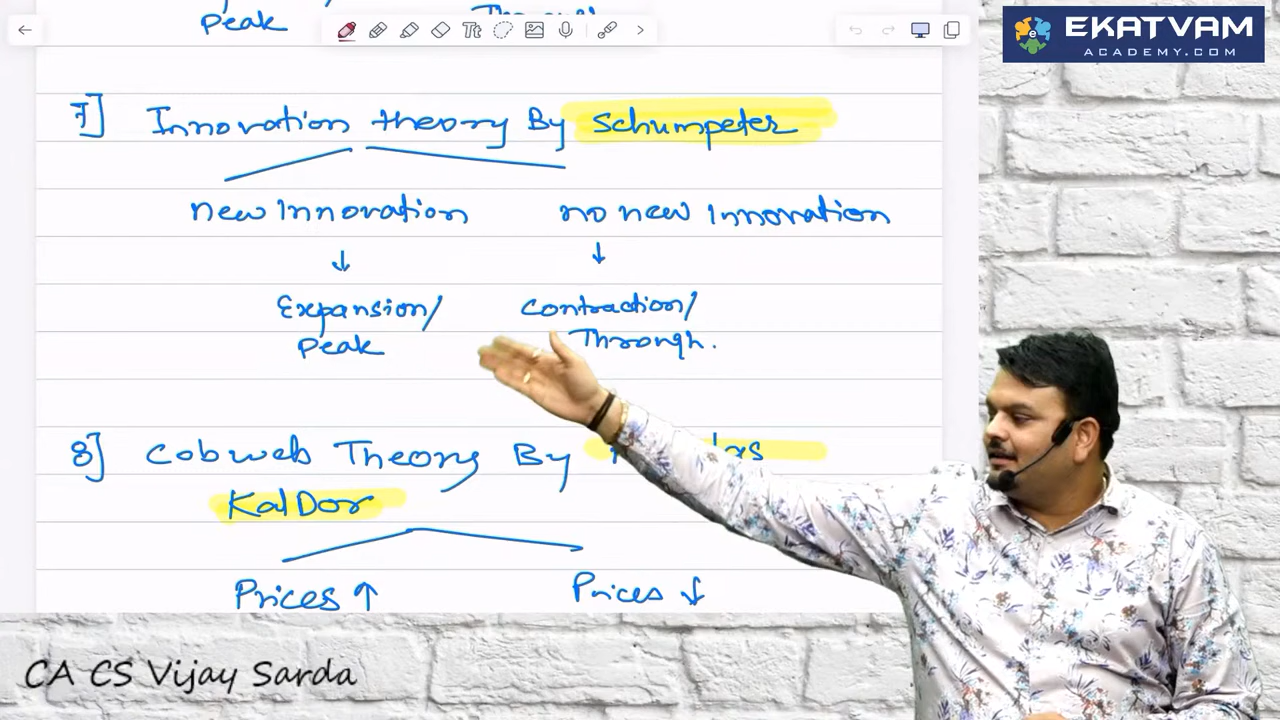 Peak
EKATVAM
ACADEMY.COM
7] Innovation theory By Schumpeter
New Innovation no new Innovation
↓ ↓
Expansion/ Contraction/
Peak Through.
8] Cobweb Theory By
KalDor
Prices ↑ Prices ↓
CA CS Vijay Sarda